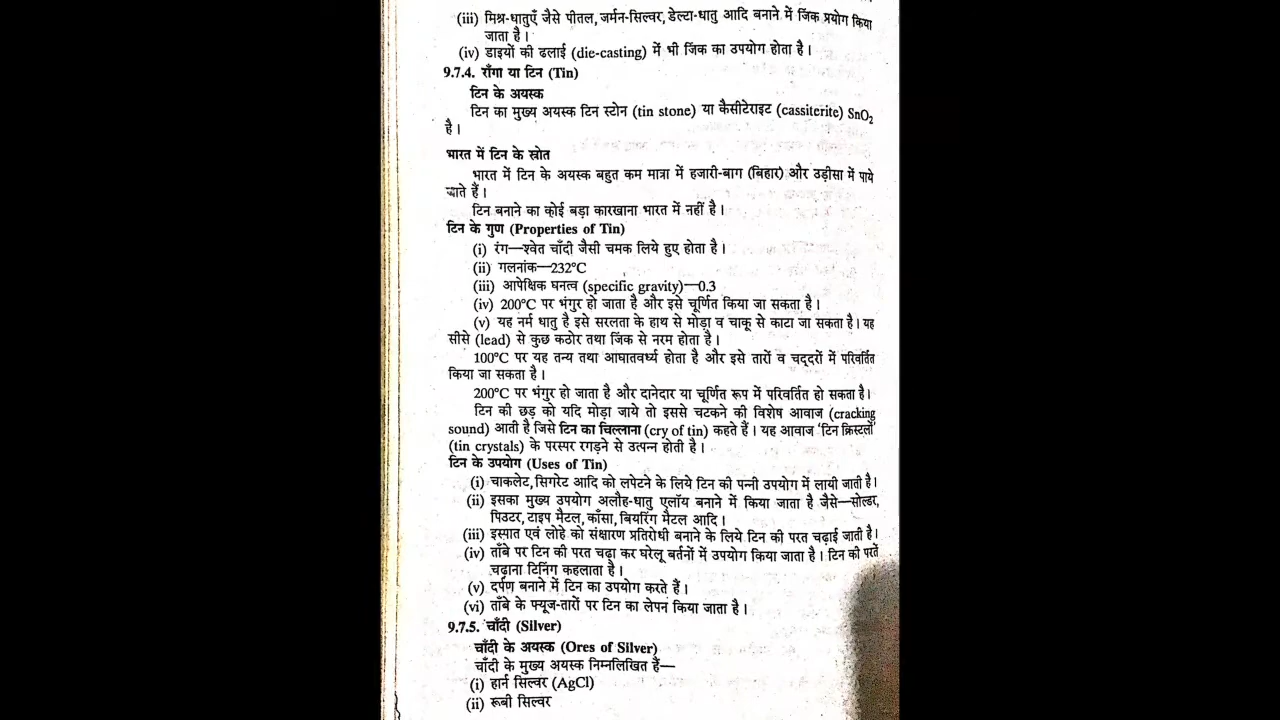 (iii) मिश्र-धातुएँ जैसे पीतल, जर्मन-सिल्वर, डेल्टा-धातु आदि बनाने में जिंक प्रयोग किया
जाता है।
(iv) डाइयों की ढलाई (die-casting) में भी जिंक का उपयोग होता है।
9.7.4. राँगा या टिन (Tin)
टिन के अयस्क
टिन का मुख्य अयस्क टिन स्टोन (tin stone) या कैसीटेराइट (cassiterite) SnO₂
है।
भारत में टिन के स्रोत
भारत में टिन के अयस्क बहुत कम मात्रा में हजारी-बाग (बिहार) और उड़ीसा में पाये
जाते हैं।
टिन बनाने का कोई बड़ा कारखाना भारत में नहीं है।
टिन के गुण (Properties of Tin)
(i) रंग—श्वेत चाँदी जैसी चमक लिये हुए होता है।
(ii) गलनांक—232°C
(iii) आपेक्षिक घनत्व (specific gravity)—0.3
(iv) 200°C पर भंगुर हो जाता है और इसे चूर्णित किया जा सकता है।
(v) यह नर्म धातु है इसे सरलता के हाथ से मोड़ा व चाकू से काटा जा सकता है। यह
सीसे (lead) से कुछ कठोर तथा जिंक से नरम होता है।
100°C पर यह तन्य तथा आघातवर्ध्य होता है और इसे तारों व चद्दरों में परिवर्तित
किया जा सकता है।
200°C पर भंगुर हो जाता है और दानेदार या चूर्णित रूप में परिवर्तित हो सकता है।
टिन की छड़ को यदि मोड़ा जाये तो इससे चटकने की विशेष आवाज (cracking
sound) आती है जिसे टिन का चिल्लाना (cry of tin) कहते हैं। यह आवाज 'टिन क्रिस्टलों'
(tin crystals) के परस्पर रगड़ने से उत्पन्न होती है।
टिन के उपयोग (Uses of Tin)
(i) चाकलेट, सिगरेट आदि को लपेटने के लिये टिन की पन्नी उपयोग में लायी जाती है।
(ii) इसका मुख्य उपयोग अलौह-धातु एलॉय बनाने में किया जाता है जैसे—सोल्डर,
पिउटर, टाइप मैटल, काँसा, बियरिंग मैटल आदि।
(iii) इस्पात एवं लोहे को संक्षारण प्रतिरोधी बनाने के लिये टिन की परत चढ़ाई जाती है।
(iv) ताँबे पर टिन की परत चढ़ा कर घरेलू बर्तनों में उपयोग किया जाता है। टिन की परतें
चढ़ाना टिनिंग कहलाता है।
(v) दर्पण बनाने में टिन का उपयोग करते हैं।
(vi) ताँबे के फ्यूज-तारों पर टिन का लेपन किया जाता है।
9.7.5. चाँदी (Silver)
चाँदी के अयस्क (Ores of Silver)
चाँदी के मुख्य अयस्क निम्नलिखित हैं—
(i) हार्न सिल्वर (AgCl)
(ii) रूबी सिल्वर